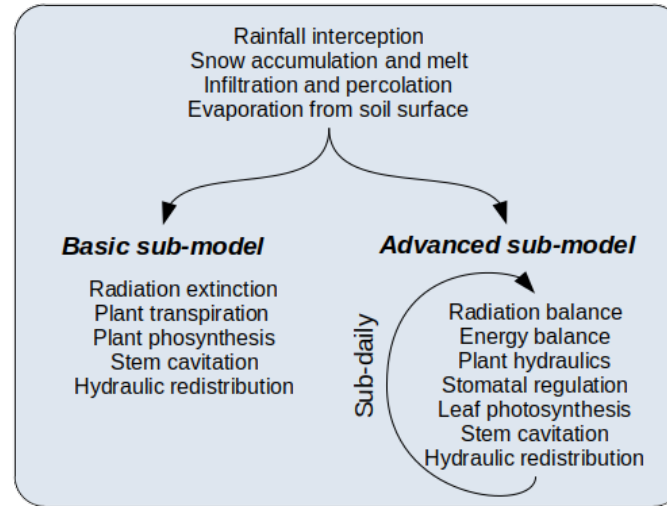 Rainfall interception
Snow accumulation and melt
Infiltration and percolation
Evaporation from soil surface
Basic sub-model
Radiation extinction
Plant transpiration
Plant phosynthesis
Stem cavitation
Hydraulic redistribution
Advanced sub-model
Sub-daily
Radiation balance
Energy balance
Plant hydraulics
Stomatal regulation
Leaf photosynthesis
Stem cavitation
Hydraulic redistribution